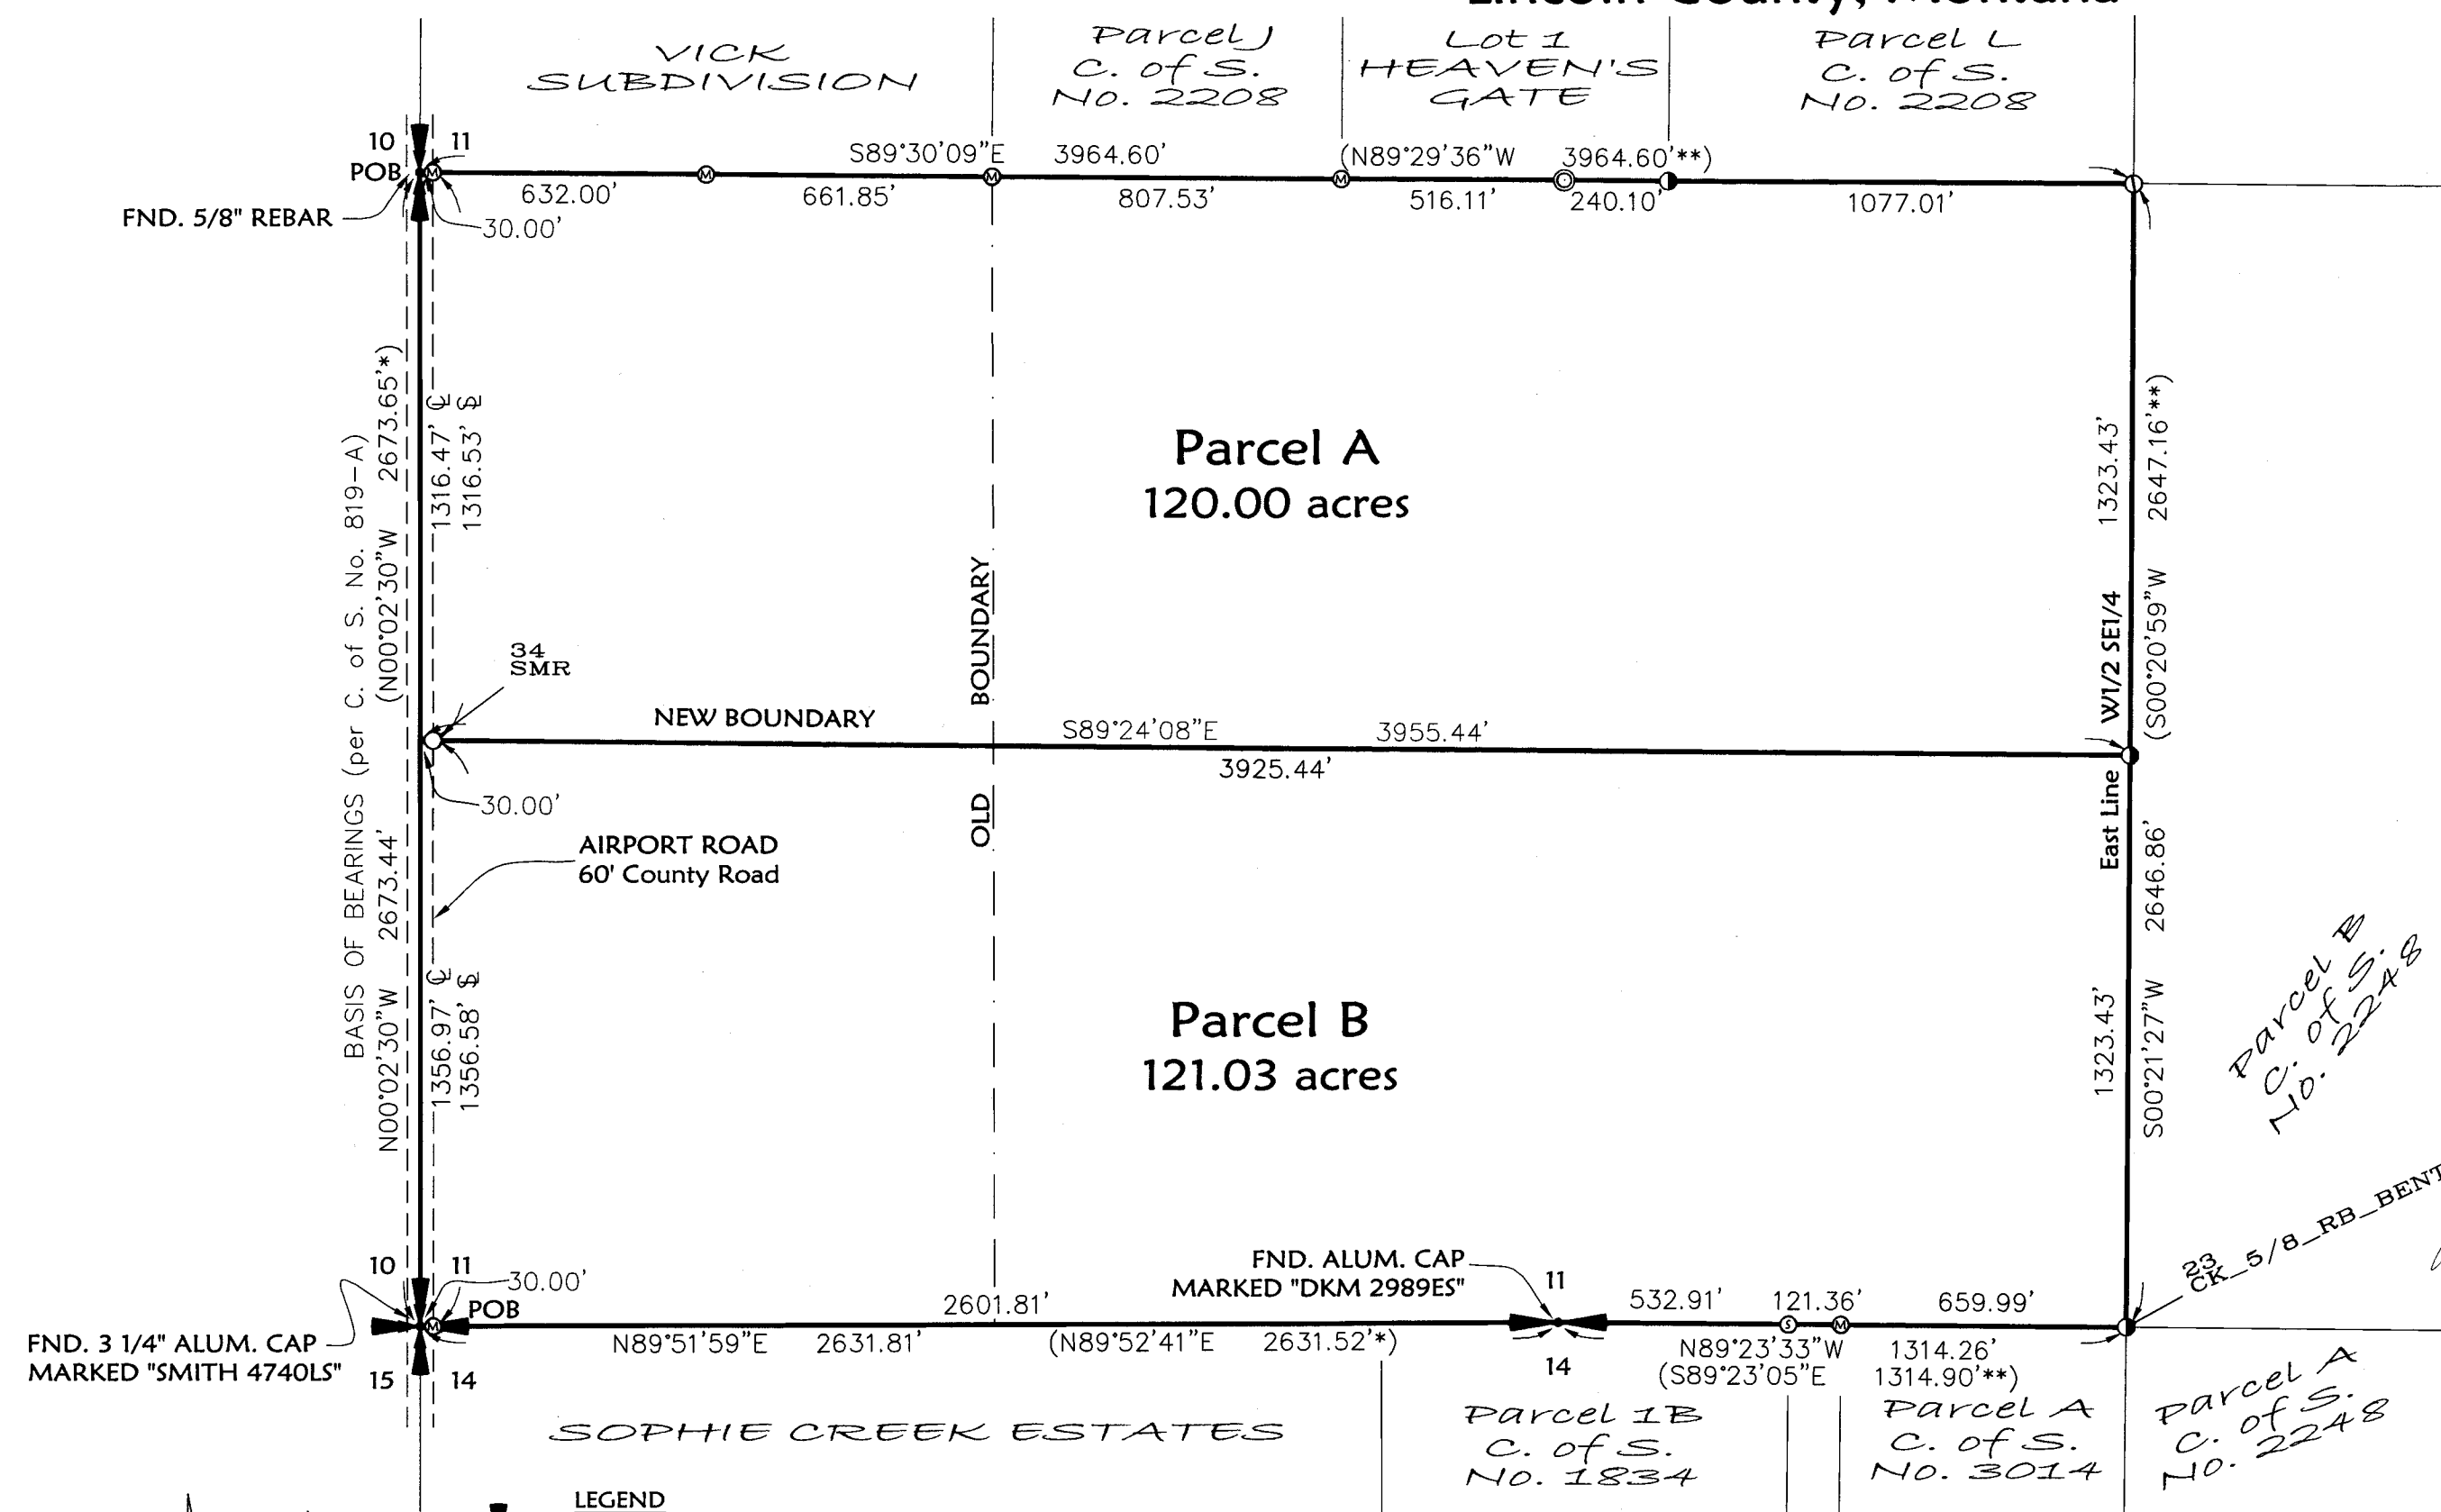 VICK
SUBDIVISION
Parcel J
C. of S.
No. 2208
Lot 1
HEAVEN'S
GATE
Parcel L
C. of S.
No. 2208
10
11
POB
FND. 5/8" REBAR
30.00'
S89°30'09"E 3964.60'
(N89°29'36"W 3964.60'**)
632.00'
661.85'
807.53'
516.11'
240.10'
1077.01'
BASIS OF BEARINGS (per C. of S. No. 819-A)
(N00°02'30"W 2673.65'*)
N00°02'30"W 2673.44'
1316.47' ℄
1316.53'
Parcel A
120.00 acres
1323.43'
(S00°20'59"W 2647.16'**)
East Line W1/2 SE1/4
OLD BOUNDARY
34
SMR
NEW BOUNDARY
S89°24'08"E 3955.44'
3925.44'
30.00'
AIRPORT ROAD
60' County Road
1356.97' ℄
1356.58'
Parcel B
121.03 acres
1323.43'
S00°21'27"W 2646.86'
Parcel B
C. of S.
No. 2248
23
CK_5/8_RB_BENT
10
11
30.00'
POB
FND. 3 1/4" ALUM. CAP
MARKED "SMITH 4740LS"
15
14
2601.81'
N89°51'59"E 2631.81'
(N89°52'41"E 2631.52'*)
FND. ALUM. CAP
MARKED "DKM 2989ES"
11
14
532.91'
121.36'
659.99'
N89°23'33"W 1314.26'
(S89°23'05"E 1314.90'**)
SOPHIE CREEK ESTATES
Parcel 1B
C. of S.
No. 1834
Parcel A
C. of S.
No. 3014
Parcel A
C. of S.
No. 2248
LEGEND